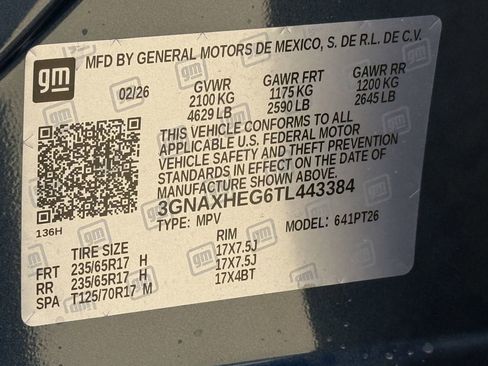 gm
MFD BY GENERAL MOTORS DE MEXICO, S. DE R.L. DE C.V.
02/26 GVWR GAWR FRT GAWR RR
2100 KG 1175 KG 1200 KG
4629 LB 2590 LB 2645 LB
THIS VEHICLE CONFORMS TO ALL
APPLICABLE U.S. FEDERAL MOTOR
VEHICLE SAFETY AND THEFT PREVENTION
STANDARDS IN EFFECT ON THE DATE OF
MANUFACTURE SHOWN ABOVE.
136H
3GNAXHEG6TL443384
TYPE: MPV MODEL: 641PT26
TIRE SIZE RIM
FRT 235/65R17 H 17X7.5J
RR 235/65R17 H 17X7.5J
SPA T125/70R17 M 17X4BT